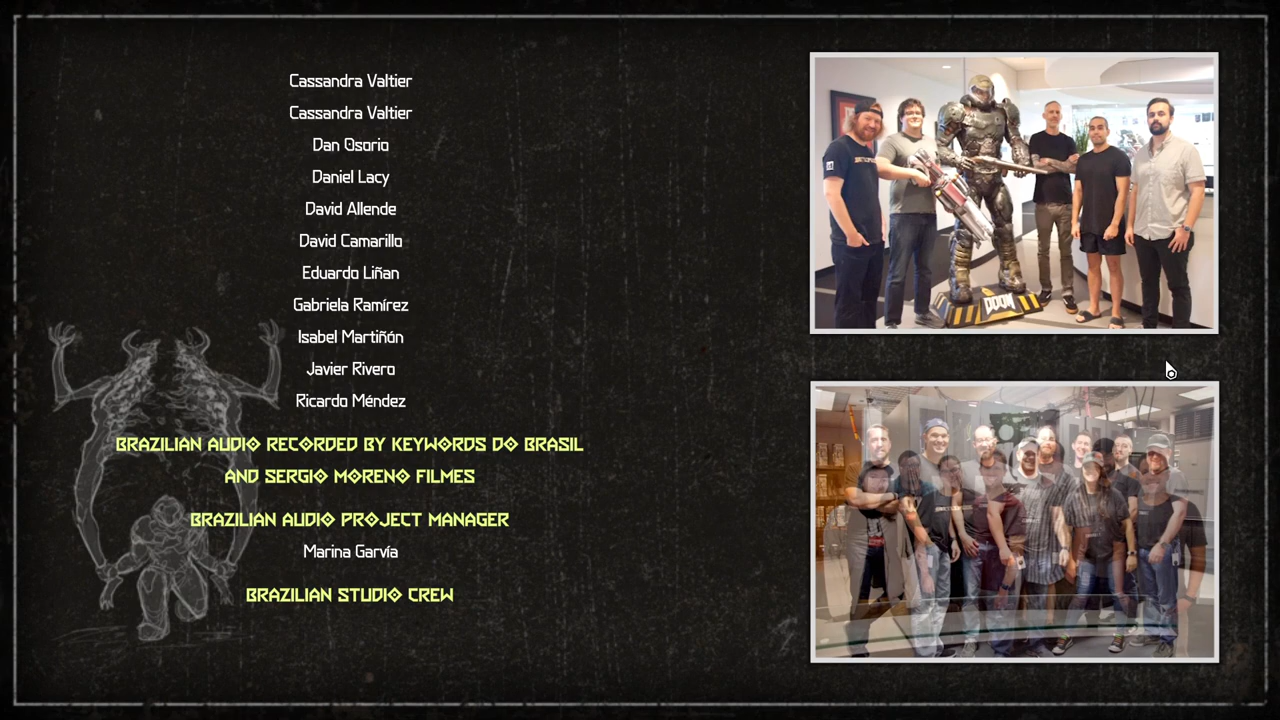 Cassandra Valtier
Cassandra Valtier
Dan Osorio
Daniel Lacy
David Allende
David Camarillo
Eduardo Liñan
Gabriela Ramírez
Isabel Martiñón
Javier Rivero
Ricardo Méndez
BRAZILIAN AUDIO RECORDED BY KEYWORDS DO BRASIL
AND SERGIO MORENO FILMES
BRAZILIAN AUDIO PROJECT MANAGER
Marina Garvía
BRAZILIAN STUDIO CREW
DOOM